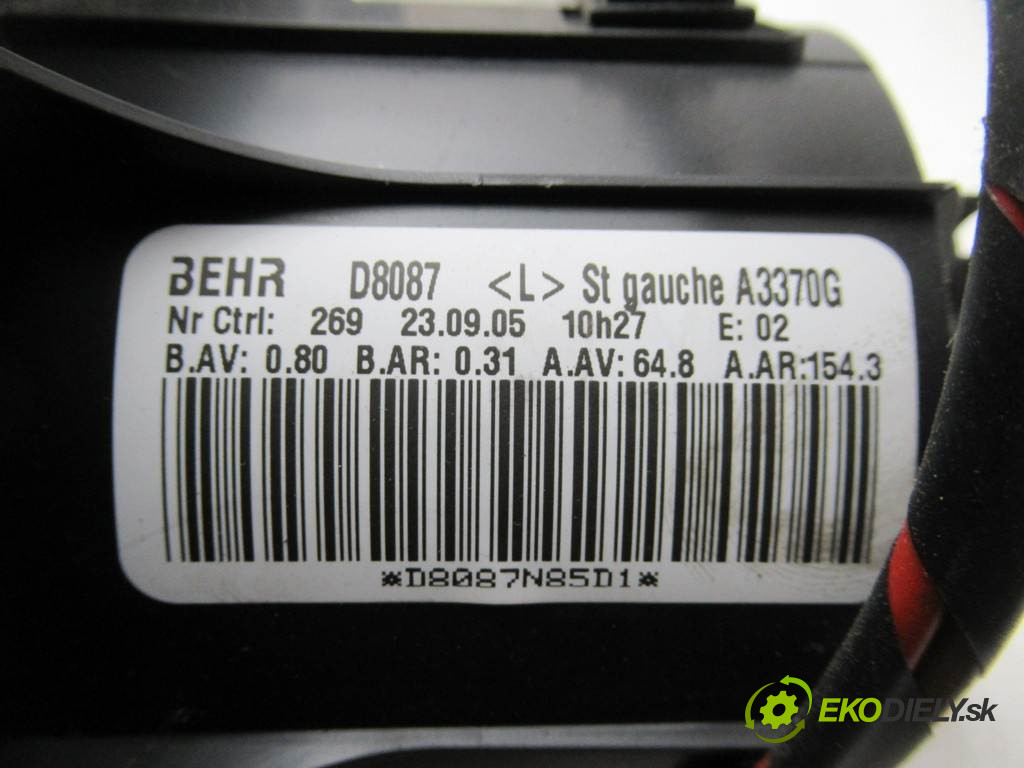 BEHR D8087 <L> St gauche A3370G
Nr Ctrl: 269 23.09.05 10h27 E: 02
B.AV: 0.80 B.AR: 0.31 A.AV: 64.8 A.AR:154.3
*D8087N85D1*
EKODIELY.sk